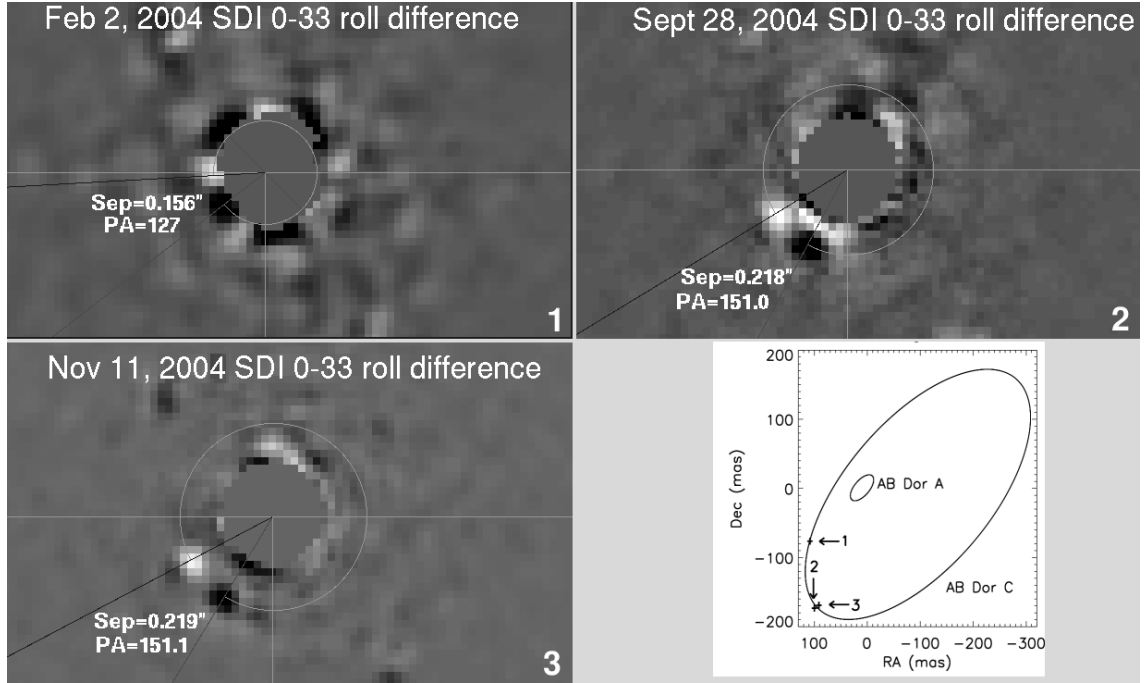 Feb 2, 2004 SDI 0-33 roll difference
Sep=0.156"
PA=127
1
Sept 28, 2004 SDI 0-33 roll difference
Sep=0.218"
PA=151.0
2
Nov 11, 2004 SDI 0-33 roll difference
Sep=0.219"
PA=151.1
3
200
100
0
-100
-200
Dec (mas)
AB Dor A
1
2
3
AB Dor C
100 0 -100 -200 -300
RA (mas)